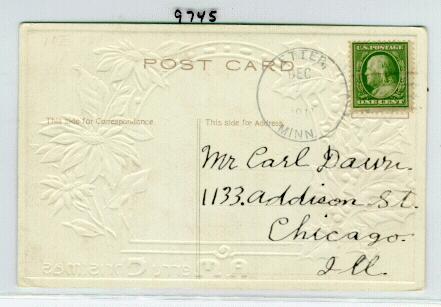 9745
POST CARD
U.S. POSTAGE
ONE CENT
DEC
MINN.
This side for Correspondence.
This side for Address.
Mr Carl Dawn.
1133. Addison St.
Chicago.
Ill.